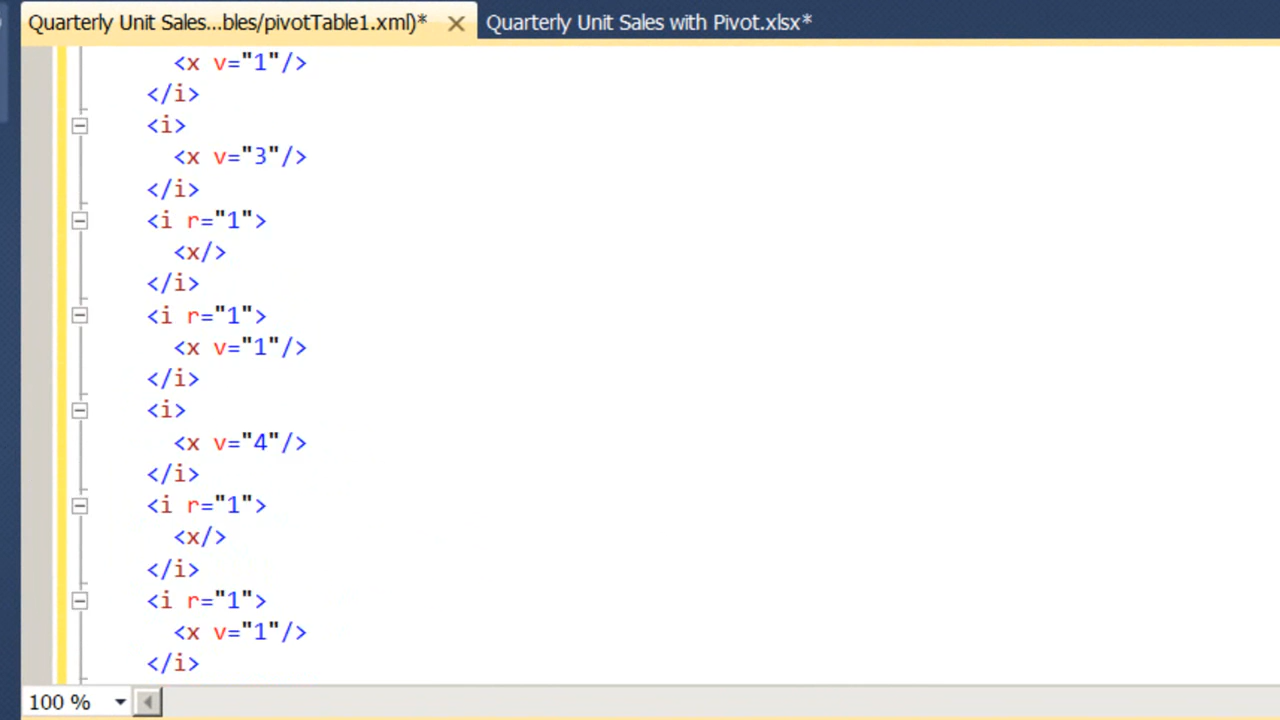 Quarterly Unit Sales...bles/pivotTable1.xml)*
Quarterly Unit Sales with Pivot.xlsx*
<x v="1"/>
</i>
<i>
<x v="3"/>
</i>
<i r="1">
<x/>
</i>
<i r="1">
<x v="1"/>
</i>
<i>
<x v="4"/>
</i>
<i r="1">
<x/>
</i>
<i r="1">
<x v="1"/>
</i>
100 %